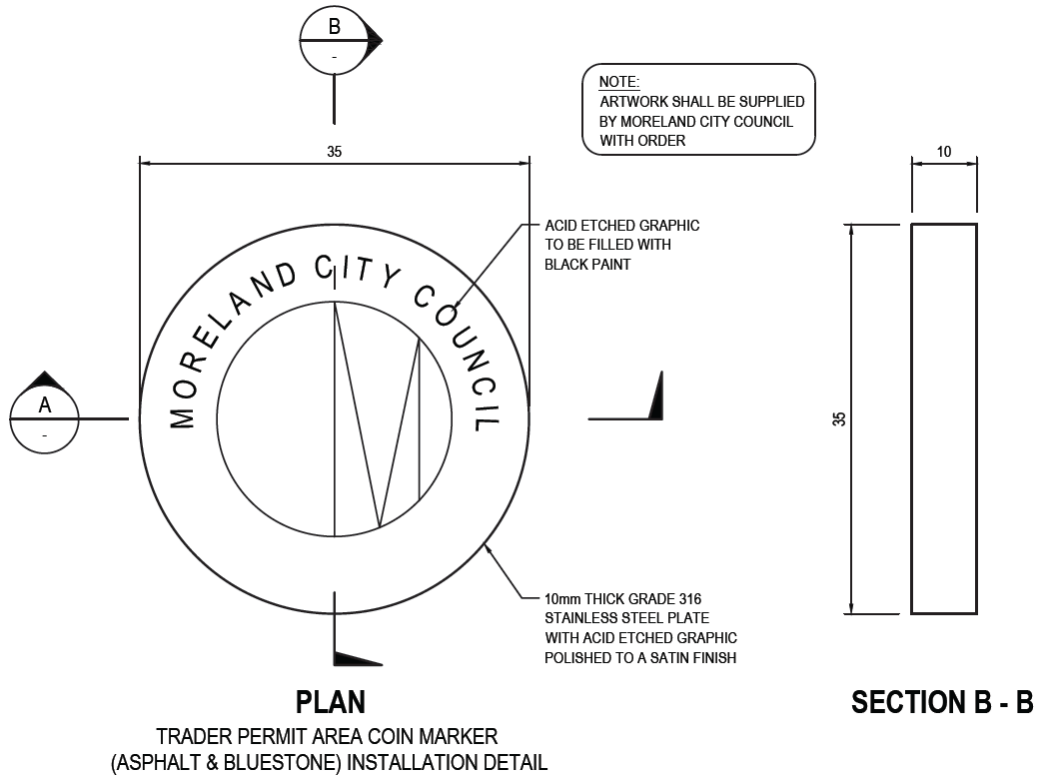 B
-
NOTE:
ARTWORK SHALL BE SUPPLIED
BY MORELAND CITY COUNCIL
WITH ORDER
35
10
ACID ETCHED GRAPHIC
TO BE FILLED WITH
BLACK PAINT
MORELAND CITY COUNCIL
A
-
35
10mm THICK GRADE 316
STAINLESS STEEL PLATE
WITH ACID ETCHED GRAPHIC
POLISHED TO A SATIN FINISH
PLAN
TRADER PERMIT AREA COIN MARKER
(ASPHALT & BLUESTONE) INSTALLATION DETAIL
SECTION B - B